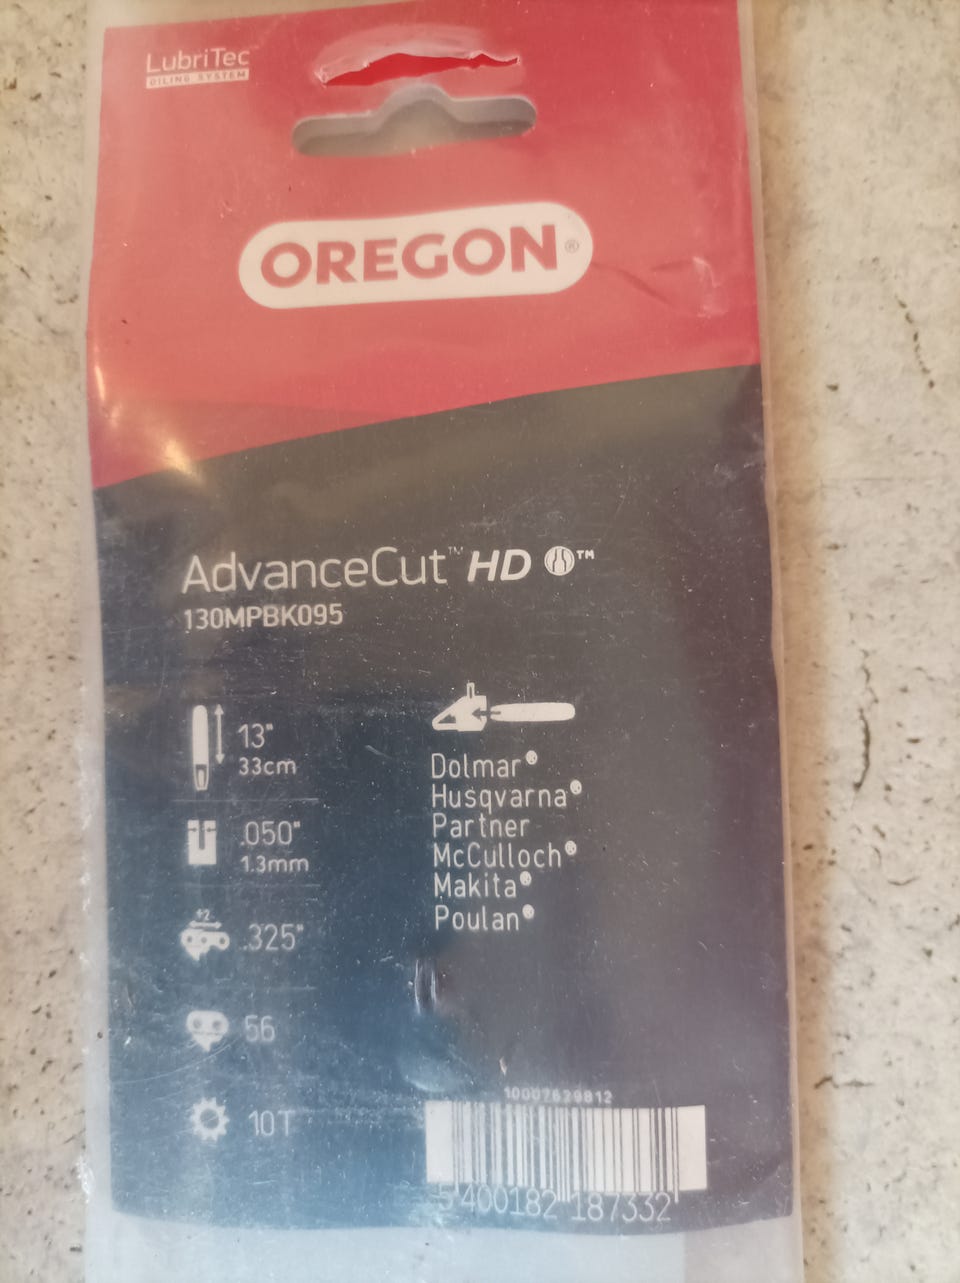 LubriTec
OILING SYSTEM
OREGON®
AdvanceCut™ HD ™
130MPBK095
13"
33cm
.050"
1.3mm
+2
.325"
56
10T
Dolmar®
Husqvarna®
Partner
McCulloch®
Makita®
Poulan®
10007629812
5 400182 187332